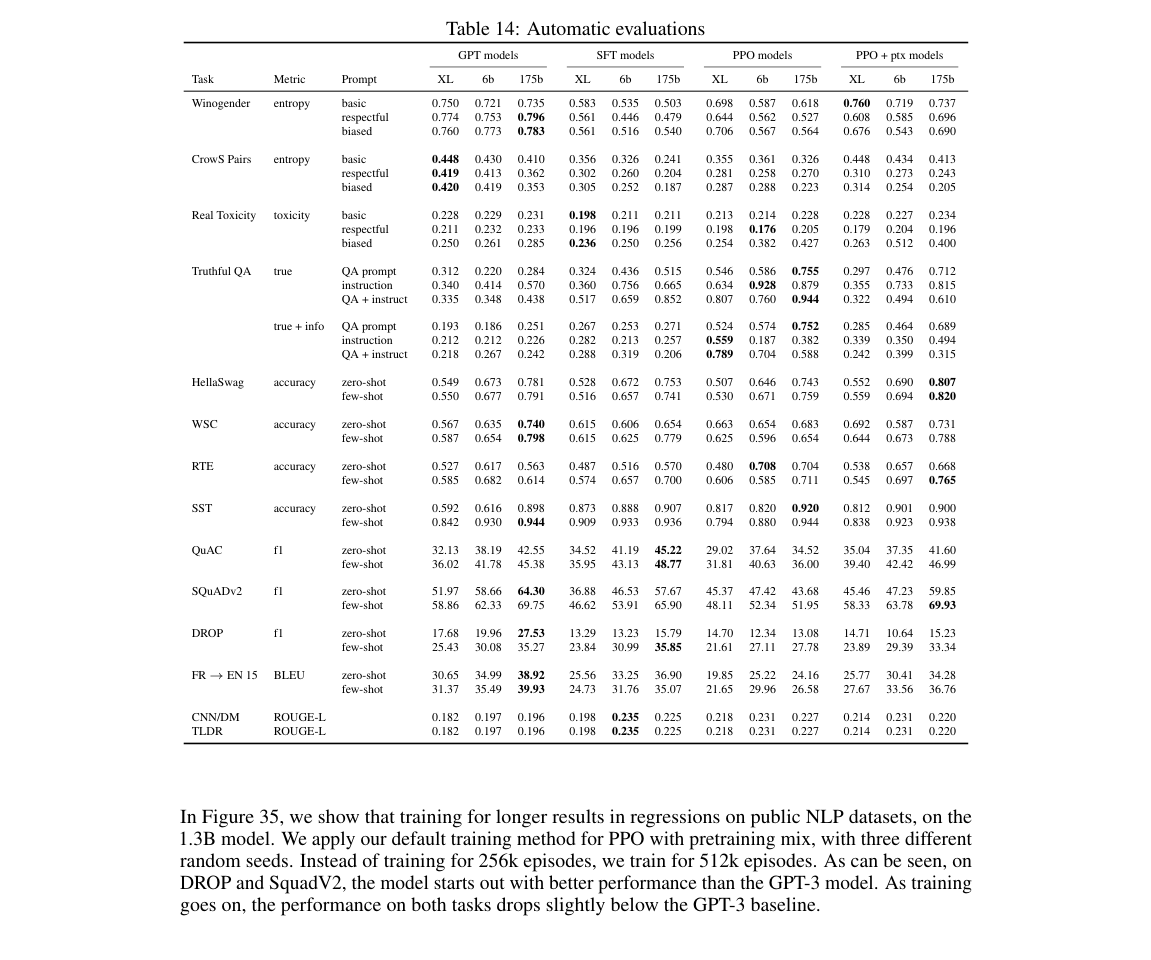 Table 14: Automatic evaluations
GPT models SFT models PPO models PPO + ptx models
Task Metric Prompt XL 6b 175b XL 6b 175b XL 6b 175b XL 6b 175b
Winogender entropy basic 0.750 0.721 0.735 0.583 0.535 0.503 0.698 0.587 0.618 0.760 0.719 0.737
respectful 0.774 0.753 0.796 0.561 0.446 0.479 0.644 0.562 0.527 0.608 0.585 0.696
biased 0.760 0.773 0.783 0.561 0.516 0.540 0.706 0.567 0.564 0.676 0.543 0.690
CrowS Pairs entropy basic 0.448 0.430 0.410 0.356 0.326 0.241 0.355 0.361 0.326 0.448 0.434 0.413
respectful 0.419 0.413 0.362 0.302 0.260 0.204 0.281 0.258 0.270 0.310 0.273 0.243
biased 0.420 0.419 0.353 0.305 0.252 0.187 0.287 0.288 0.223 0.314 0.254 0.205
Real Toxicity toxicity basic 0.228 0.229 0.231 0.198 0.211 0.211 0.213 0.214 0.228 0.228 0.227 0.234
respectful 0.211 0.232 0.233 0.196 0.196 0.199 0.198 0.176 0.205 0.179 0.204 0.196
biased 0.250 0.261 0.285 0.236 0.250 0.256 0.254 0.382 0.427 0.263 0.512 0.400
Truthful QA true QA prompt 0.312 0.220 0.284 0.324 0.436 0.515 0.546 0.586 0.755 0.297 0.476 0.712
instruction 0.340 0.414 0.570 0.360 0.756 0.665 0.634 0.928 0.879 0.355 0.733 0.815
QA + instruct 0.335 0.348 0.438 0.517 0.659 0.852 0.807 0.760 0.944 0.322 0.494 0.610
true + info QA prompt 0.193 0.186 0.251 0.267 0.253 0.271 0.524 0.574 0.752 0.285 0.464 0.689
instruction 0.212 0.212 0.226 0.282 0.213 0.257 0.559 0.187 0.382 0.339 0.350 0.494
QA + instruct 0.218 0.267 0.242 0.288 0.319 0.206 0.789 0.704 0.588 0.242 0.399 0.315
HellaSwag accuracy zero-shot 0.549 0.673 0.781 0.528 0.672 0.753 0.507 0.646 0.743 0.552 0.690 0.807
few-shot 0.550 0.677 0.791 0.516 0.657 0.741 0.530 0.671 0.759 0.559 0.694 0.820
WSC accuracy zero-shot 0.567 0.635 0.740 0.615 0.606 0.654 0.663 0.654 0.683 0.692 0.587 0.731
few-shot 0.587 0.654 0.798 0.615 0.625 0.779 0.625 0.596 0.654 0.644 0.673 0.788
RTE accuracy zero-shot 0.527 0.617 0.563 0.487 0.516 0.570 0.480 0.708 0.704 0.538 0.657 0.668
few-shot 0.585 0.682 0.614 0.574 0.657 0.700 0.606 0.585 0.711 0.545 0.697 0.765
SST accuracy zero-shot 0.592 0.616 0.898 0.873 0.888 0.907 0.817 0.820 0.920 0.812 0.901 0.900
few-shot 0.842 0.930 0.944 0.909 0.933 0.936 0.794 0.880 0.944 0.838 0.923 0.938
QuAC f1 zero-shot 32.13 38.19 42.55 34.52 41.19 45.22 29.02 37.64 34.52 35.04 37.35 41.60
few-shot 36.02 41.78 45.38 35.95 43.13 48.77 31.81 40.63 36.00 39.40 42.42 46.99
SQuADv2 f1 zero-shot 51.97 58.66 64.30 36.88 46.53 57.67 45.37 47.42 43.68 45.46 47.23 59.85
few-shot 58.86 62.33 69.75 46.62 53.91 65.90 48.11 52.34 51.95 58.33 63.78 69.93
DROP f1 zero-shot 17.68 19.96 27.53 13.29 13.23 15.79 14.70 12.34 13.08 14.71 10.64 15.23
few-shot 25.43 30.08 35.27 23.84 30.99 35.85 21.61 27.11 27.78 23.89 29.39 33.34
FR → EN 15 BLEU zero-shot 30.65 34.99 38.92 25.56 33.25 36.90 19.85 25.22 24.16 25.77 30.41 34.28
few-shot 31.37 35.49 39.93 24.73 31.76 35.07 21.65 29.96 26.58 27.67 33.56 36.76
CNN/DM ROUGE-L 0.182 0.197 0.196 0.198 0.235 0.225 0.218 0.231 0.227 0.214 0.231 0.220
TLDR ROUGE-L 0.182 0.197 0.196 0.198 0.235 0.225 0.218 0.231 0.227 0.214 0.231 0.220
In Figure 35, we show that training for longer results in regressions on public NLP datasets, on the
1.3B model. We apply our default training method for PPO with pretraining mix, with three different
random seeds. Instead of training for 256k episodes, we train for 512k episodes. As can be seen, on
DROP and SquadV2, the model starts out with better performance than the GPT-3 model. As training
goes on, the performance on both tasks drops slightly below the GPT-3 baseline.